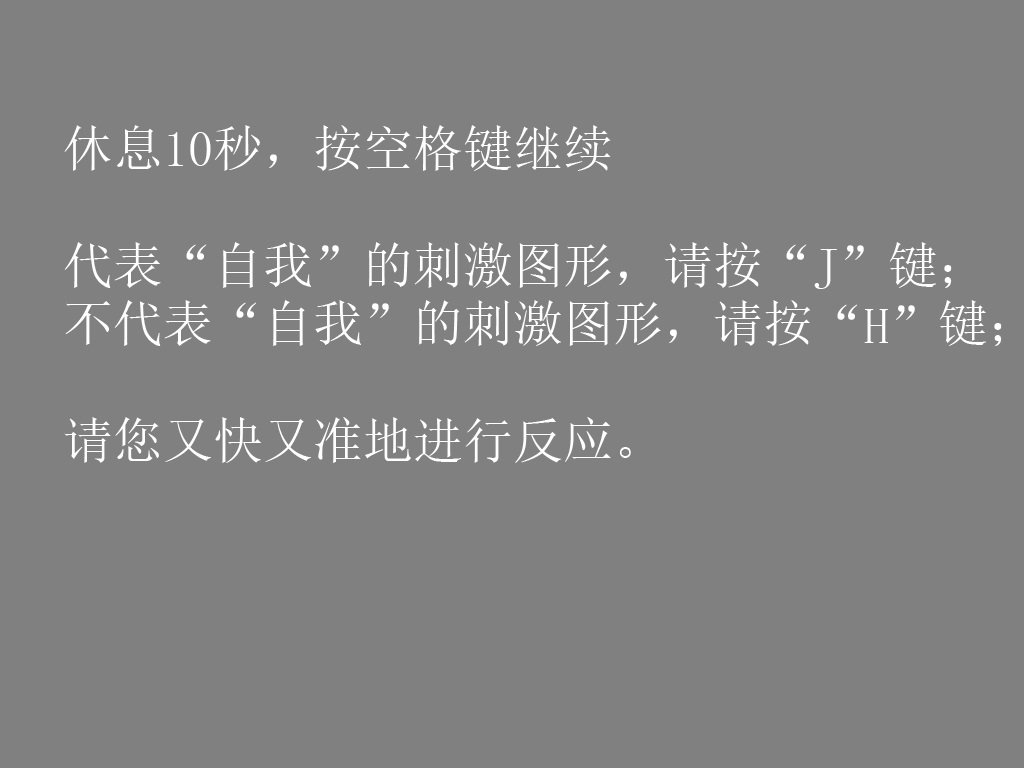 休息10秒，按空格键继续
代表“自我”的刺激图形，请按“J”键；
不代表“自我”的刺激图形，请按“H”键；
请您又快又准地进行反应。